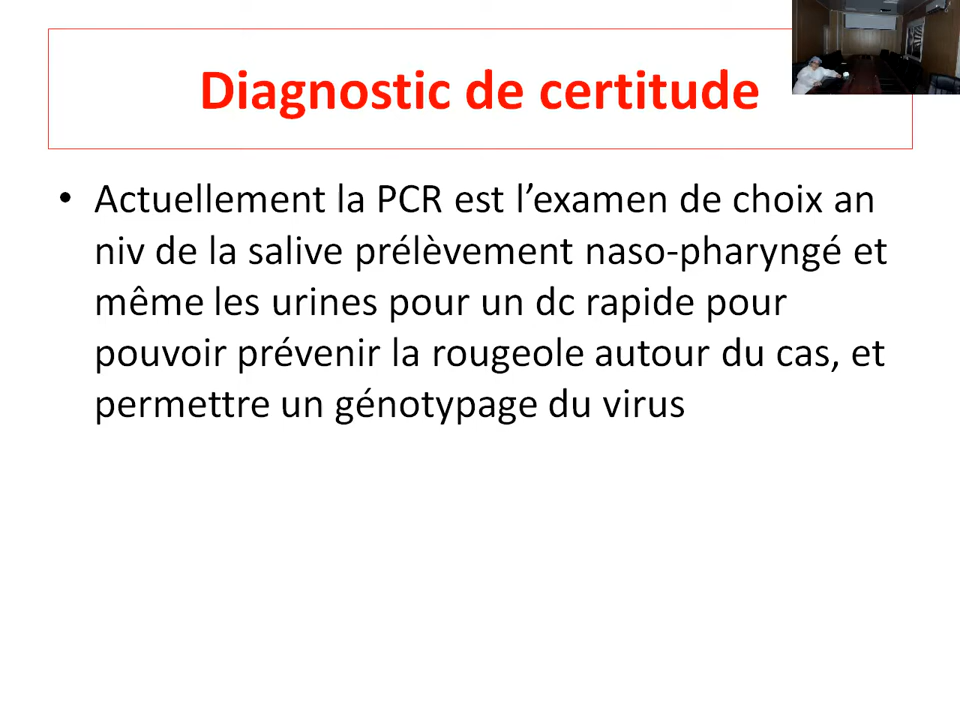 Diagnostic de certitude
• Actuellement la PCR est l’examen de choix an
niv de la salive prélèvement naso-pharyngé et
même les urines pour un dc rapide pour
pouvoir prévenir la rougeole autour du cas, et
permettre un génotypage du virus